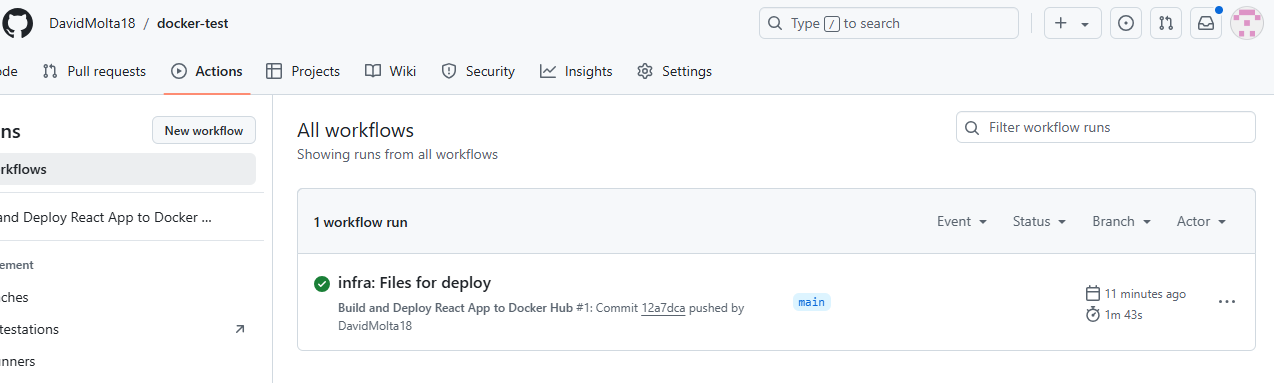 DavidMolta18 / docker-test
Type / to search
ode
Pull requests
Actions
Projects
Wiki
Security
Insights
Settings
ns
New workflow
rkflows
and Deploy React App to Docker ...
ement
ches
testations
nners
All workflows
Showing runs from all workflows
Filter workflow runs
1 workflow run
Event
Status
Branch
Actor
infra: Files for deploy
Build and Deploy React App to Docker Hub #1: Commit 12a7dca pushed by
DavidMolta18
main
11 minutes ago
1m 43s